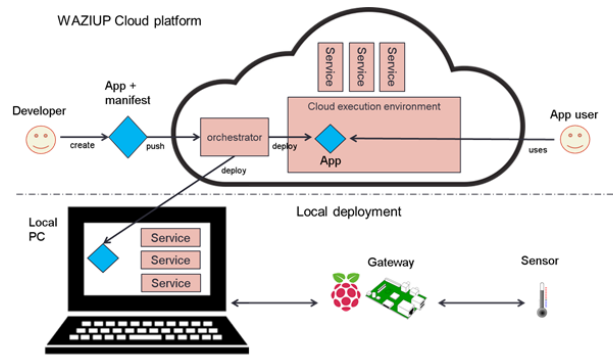 WAZIUP Cloud platform
Service
Service
Service
App +
manifest
Developer
Cloud execution environment
App user
orchestrator
create
push
deploy
App
uses
deploy
Local deployment
Local
PC
Service
Service
Service
Gateway
Sensor